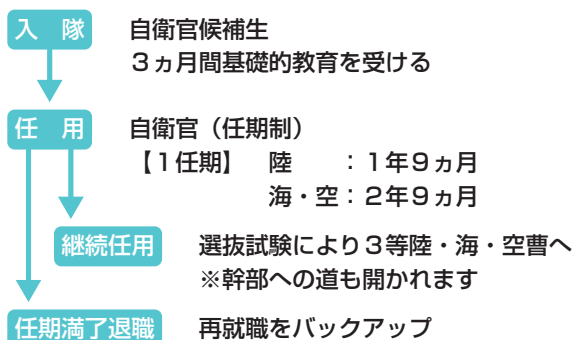 入　隊　自衛官候補生
３ヵ月間基礎的教育を受ける
任　用　自衛官（任期制）
【１任期】　陸　　：１年９ヵ月
海・空：２年９ヵ月
継続任用　選抜試験により３等陸・海・空曹へ
※幹部への道も開かれます
任期満了退職　再就職をバックアップ